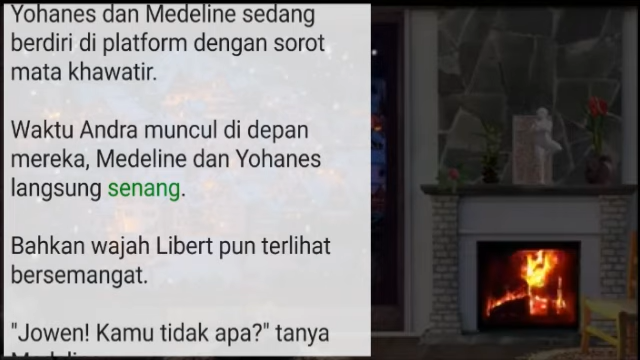 Yohanes dan Medeline sedang
berdiri di platform dengan sorot
mata khawatir.
Waktu Andra muncul di depan
mereka, Medeline dan Yohanes
langsung senang.
Bahkan wajah Libert pun terlihat
bersemangat.
"Jowen! Kamu tidak apa?" tanya